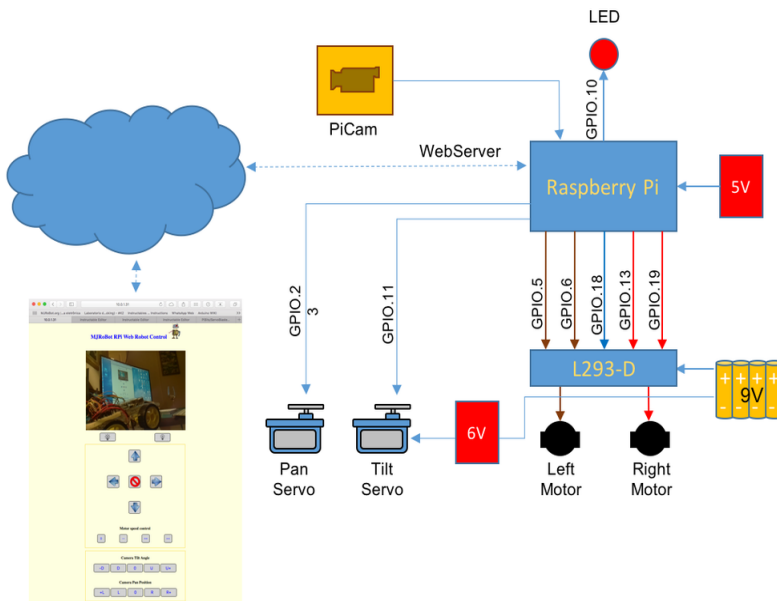 LED
GPIO.10
PiCam
WebServer
Raspberry Pi
5V
GPIO.2
3
GPIO.11
GPIO.5
GPIO.6
GPIO.18
GPIO.13
GPIO.19
L293-D
9V
6V
Pan
Servo
Tilt
Servo
Left
Motor
Right
Motor
MJRoBot RPi Web Robot Control
Motor speed control
Camera Tilt Angle
Camera Pan Position